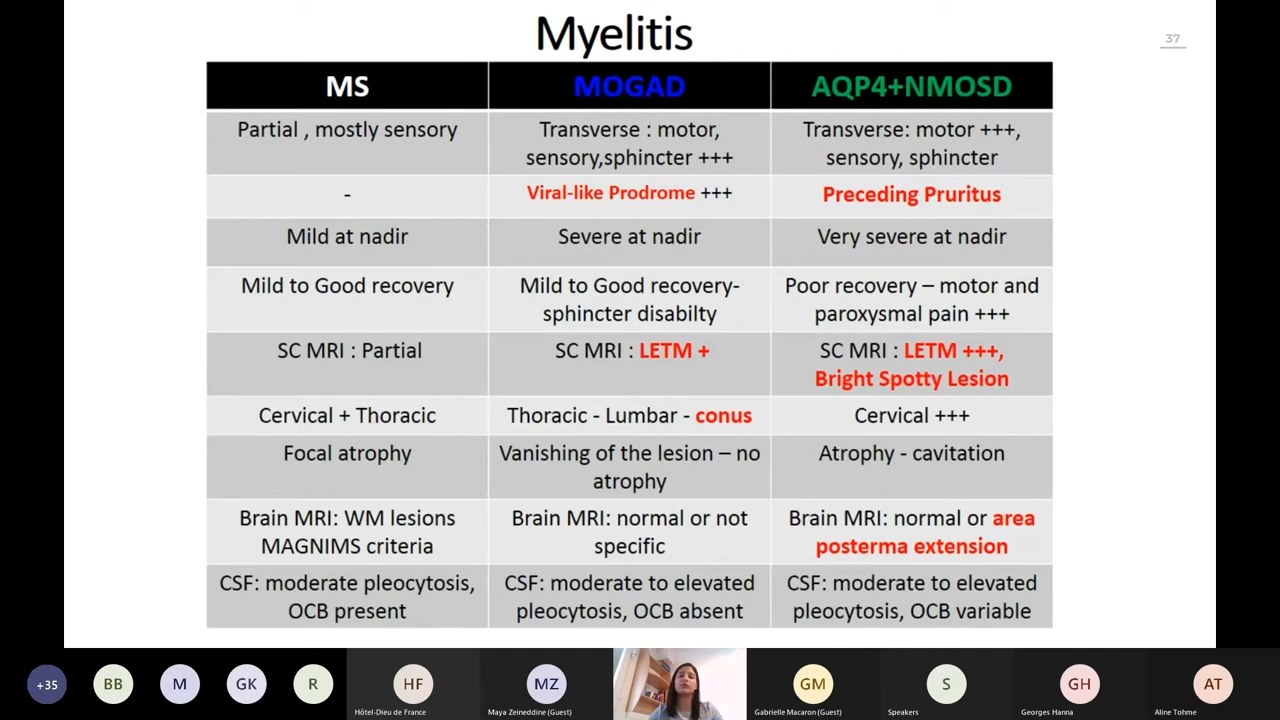 Myelitis
37
MS
MOGAD
AQP4+NMOSD
Partial , mostly sensory
Transverse : motor,
sensory,sphincter +++
Transverse: motor +++,
sensory, sphincter
-
Viral-like Prodrome +++
Preceding Pruritus
Mild at nadir
Severe at nadir
Very severe at nadir
Mild to Good recovery
Mild to Good recovery-
sphincter disabilty
Poor recovery – motor and
paroxysmal pain +++
SC MRI : Partial
SC MRI : LETM +
SC MRI : LETM +++,
Bright Spotty Lesion
Cervical + Thoracic
Thoracic - Lumbar - conus
Cervical +++
Focal atrophy
Vanishing of the lesion – no
atrophy
Atrophy - cavitation
Brain MRI: WM lesions
MAGNIMS criteria
Brain MRI: normal or not
specific
Brain MRI: normal or area
posterma extension
CSF: moderate pleocytosis,
OCB present
CSF: moderate to elevated
pleocytosis, OCB absent
CSF: moderate to elevated
pleocytosis, OCB variable
+35
BB
M
GK
R
HF
Hôtel-Dieu de France
MZ
Maya Zeineddine (Guest)
GM
Gabrielle Macaron (Guest)
S
Speakers
GH
Georges Hanna
AT
Aline Tohme